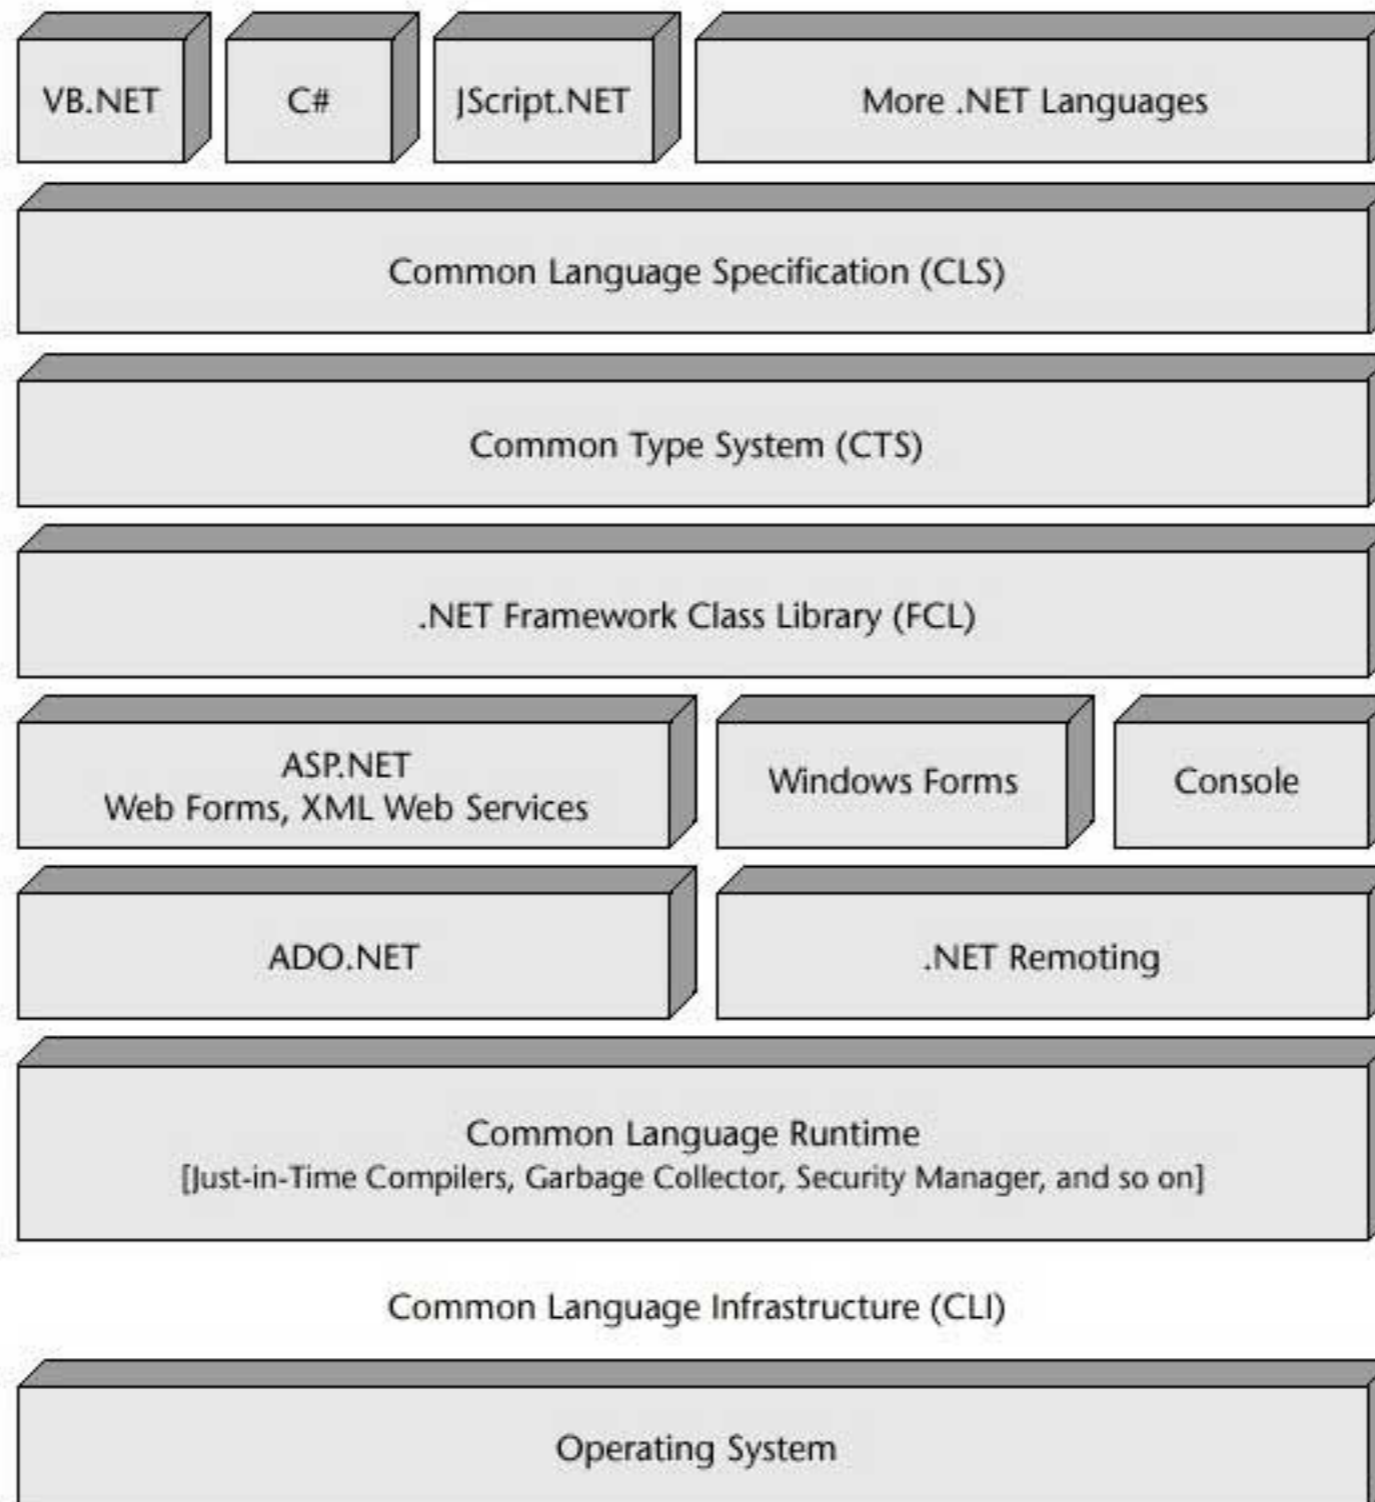 VB.NET
C#
JScript.NET
More .NET Languages
Common Language Specification (CLS)
Common Type System (CTS)
.NET Framework Class Library (FCL)
ASP.NET
Web Forms, XML Web Services
Windows Forms
Console
ADO.NET
.NET Remoting
Common Language Runtime
[Just-in-Time Compilers, Garbage Collector, Security Manager, and so on]
Common Language Infrastructure (CLI)
Operating System